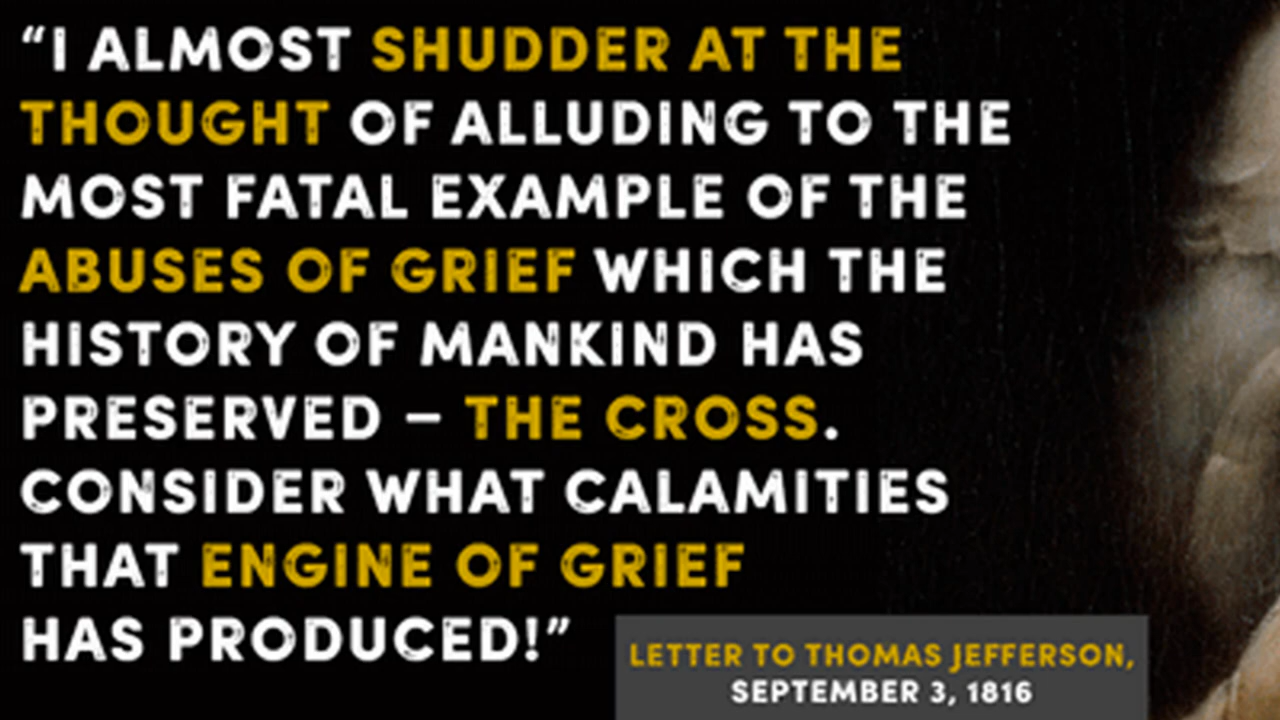 “I ALMOST SHUDDER AT THE
THOUGHT OF ALLUDING TO THE
MOST FATAL EXAMPLE OF THE
ABUSES OF GRIEF WHICH THE
HISTORY OF MANKIND HAS
PRESERVED – THE CROSS.
CONSIDER WHAT CALAMITIES
THAT ENGINE OF GRIEF
HAS PRODUCED!”
LETTER TO THOMAS JEFFERSON,
SEPTEMBER 3, 1816